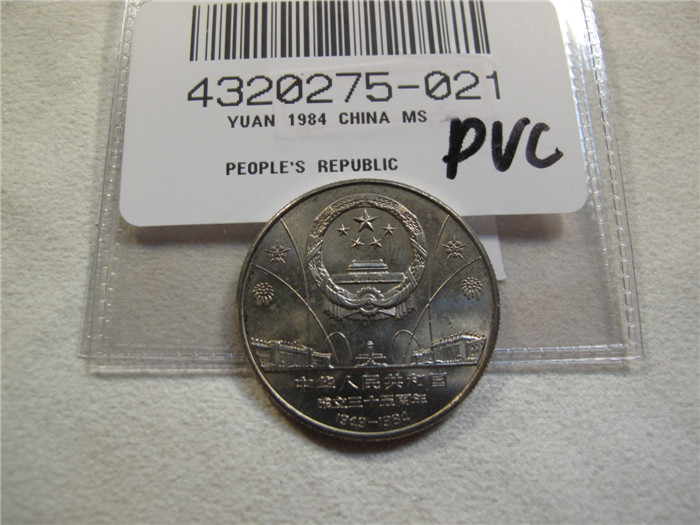 4320275-021
YUAN 1984 CHINA MS
PVC
PEOPLE'S REPUBLIC
中华人民共和国
成立三十五周年
1949-1984